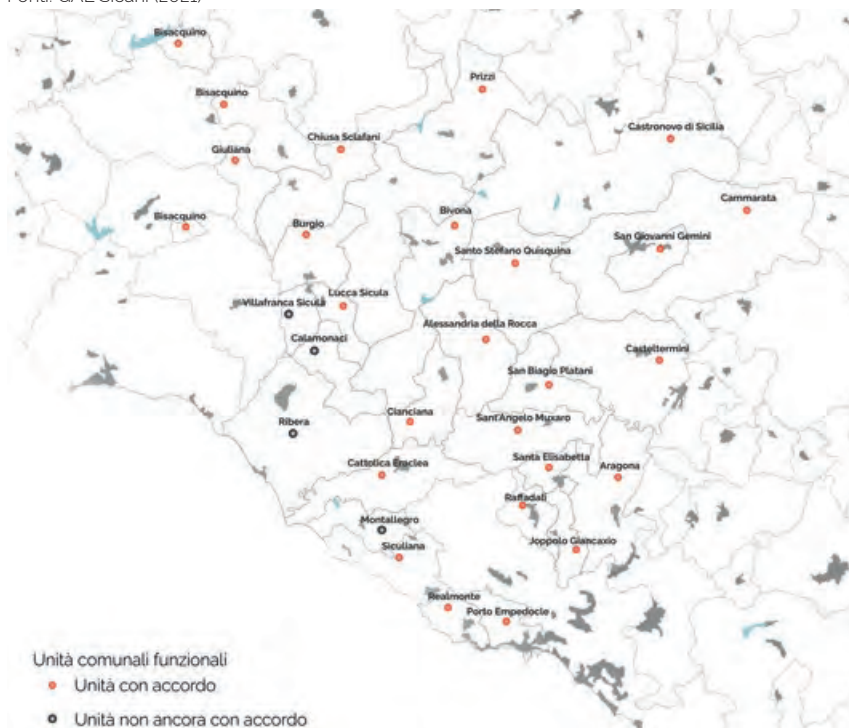 Bisacquino
Prizzi
Bisacquino
Castronovo di Sicilia
Chiusa Sclafani
Giuliana
Cammarata
Bisacquino
Bivona
Burgio
San Giovanni Gemini
Santo Stefano Quisquina
Villafranca Sicula
Lucca Sicula
Alessandria della Rocca
Calamonaci
Casteltermini
San Biagio Platani
Cianciana
Sant'Angelo Muxaro
Ribera
Santa Elisabetta
Cattolica Eraclea
Aragona
Raffadali
Montallegro
Joppolo Giancaxio
Siculiana
Realmonte
Porto Empedocle
Unità comunali funzionali
Unità con accordo
Unità non ancora con accordo